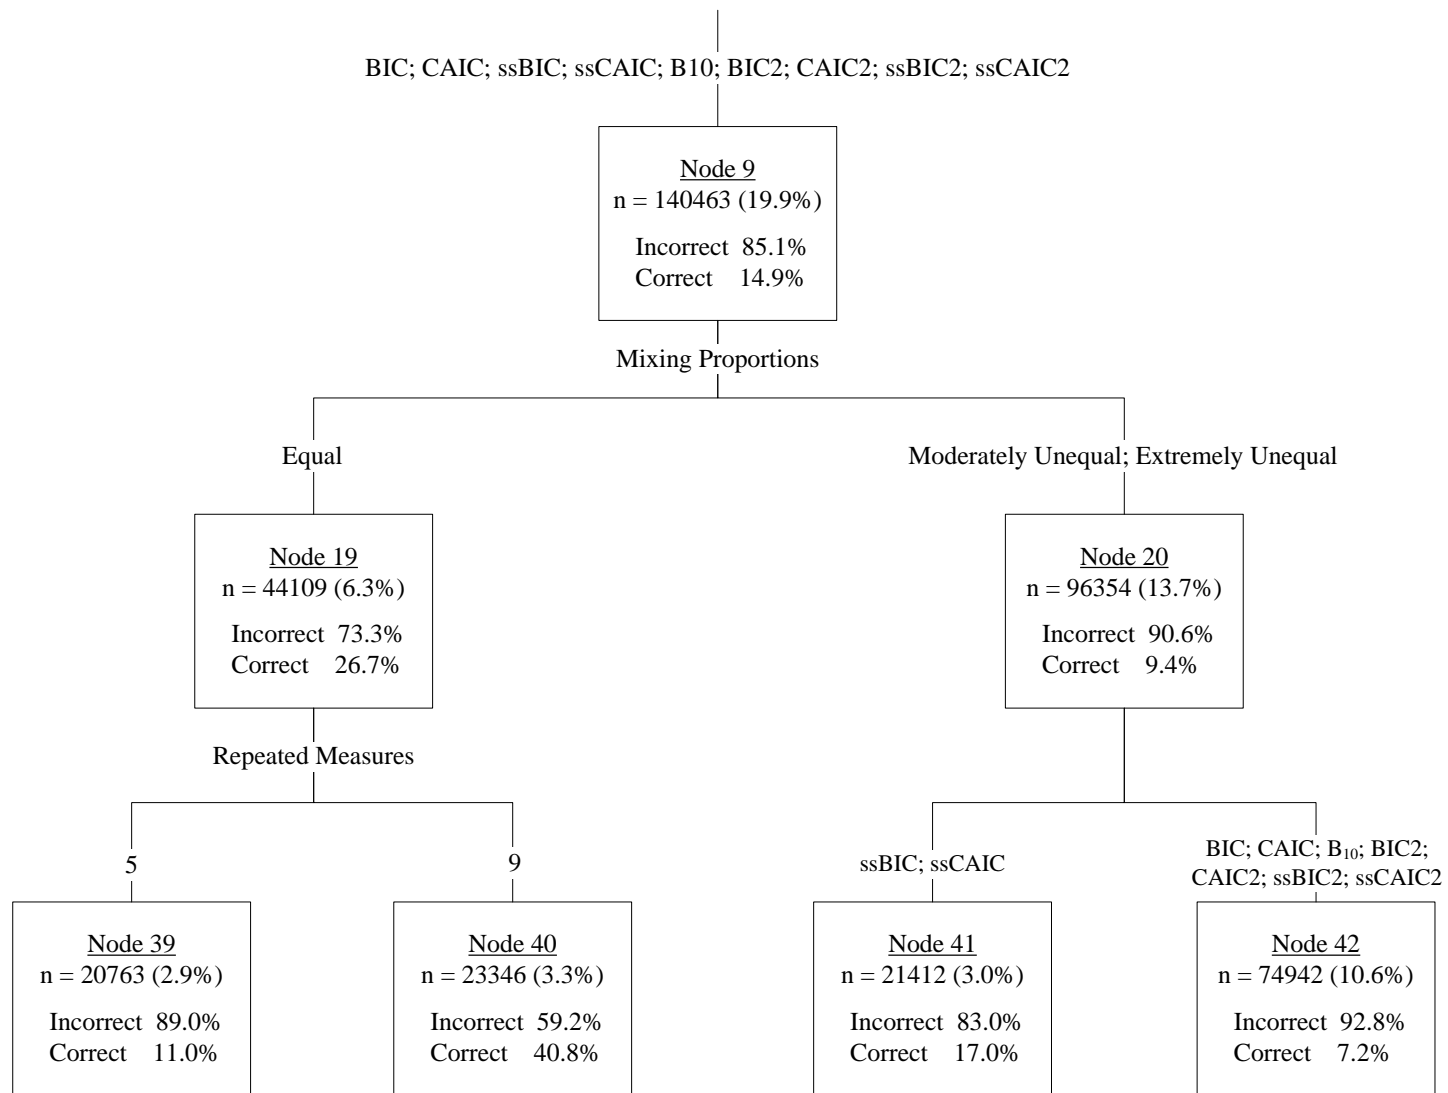 BIC; CAIC; ssBIC; ssCAIC; B10; BIC2; CAIC2; ssBIC2; ssCAIC2
Node 9
n = 140463 (19.9%)
Incorrect 85.1%
Correct 14.9%
Mixing Proportions
Equal
Moderately Unequal; Extremely Unequal
Node 19
n = 44109 (6.3%)
Incorrect 73.3%
Correct 26.7%
Node 20
n = 96354 (13.7%)
Incorrect 90.6%
Correct 9.4%
Repeated Measures
5
9
ssBIC; ssCAIC
BIC; CAIC; B₁₀; BIC2;
CAIC2; ssBIC2; ssCAIC2
Node 39
n = 20763 (2.9%)
Incorrect 89.0%
Correct 11.0%
Node 40
n = 23346 (3.3%)
Incorrect 59.2%
Correct 40.8%
Node 41
n = 21412 (3.0%)
Incorrect 83.0%
Correct 17.0%
Node 42
n = 74942 (10.6%)
Incorrect 92.8%
Correct 7.2%